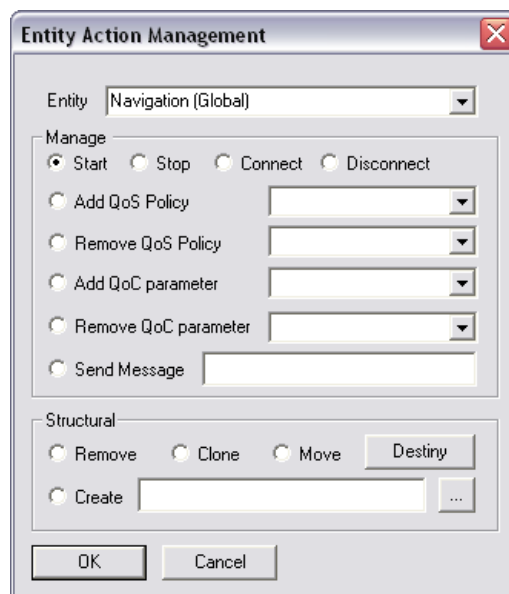 Entity Action Management
Entity Navigation (Global)
Manage
Start Stop Connect Disconnect
Add QoS Policy
Remove QoS Policy
Add QoC parameter
Remove QoC parameter
Send Message
Structural
Remove Clone Move Destiny
Create ...
OK Cancel